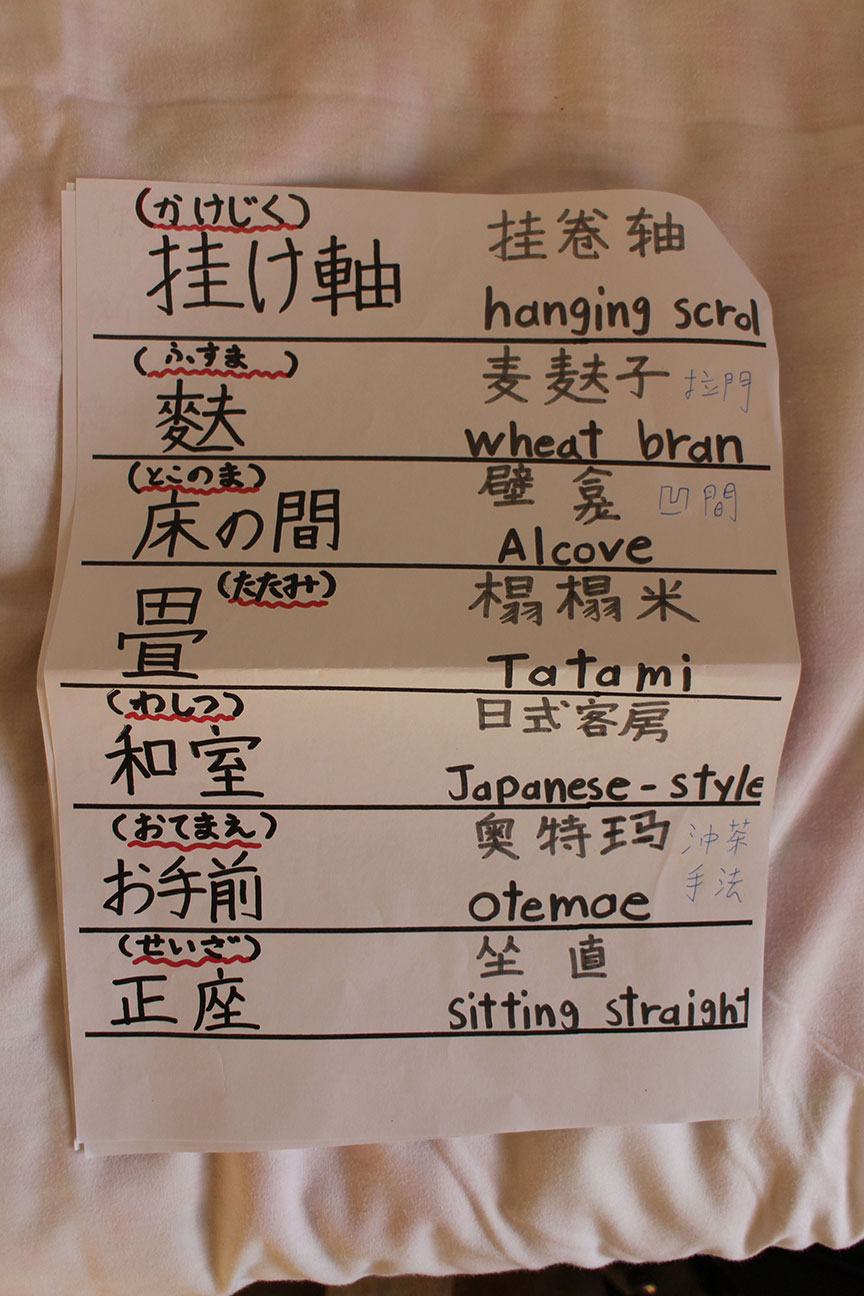 (かけじく)
挂け軸
挂卷轴
hanging scrol
(ふすま)
麩
麦麸子 拉門
wheat bran
(とこのま)
床の間
壁龛 凹間
Alcove
(たたみ)
畳
榻榻米
Tatami
(わしつ)
和室
日式客房
Japanese-style
(おてまえ)
お手前
奥特玛 沖茶
手法
otemae
(せいざ)
正座
坐直
sitting straight